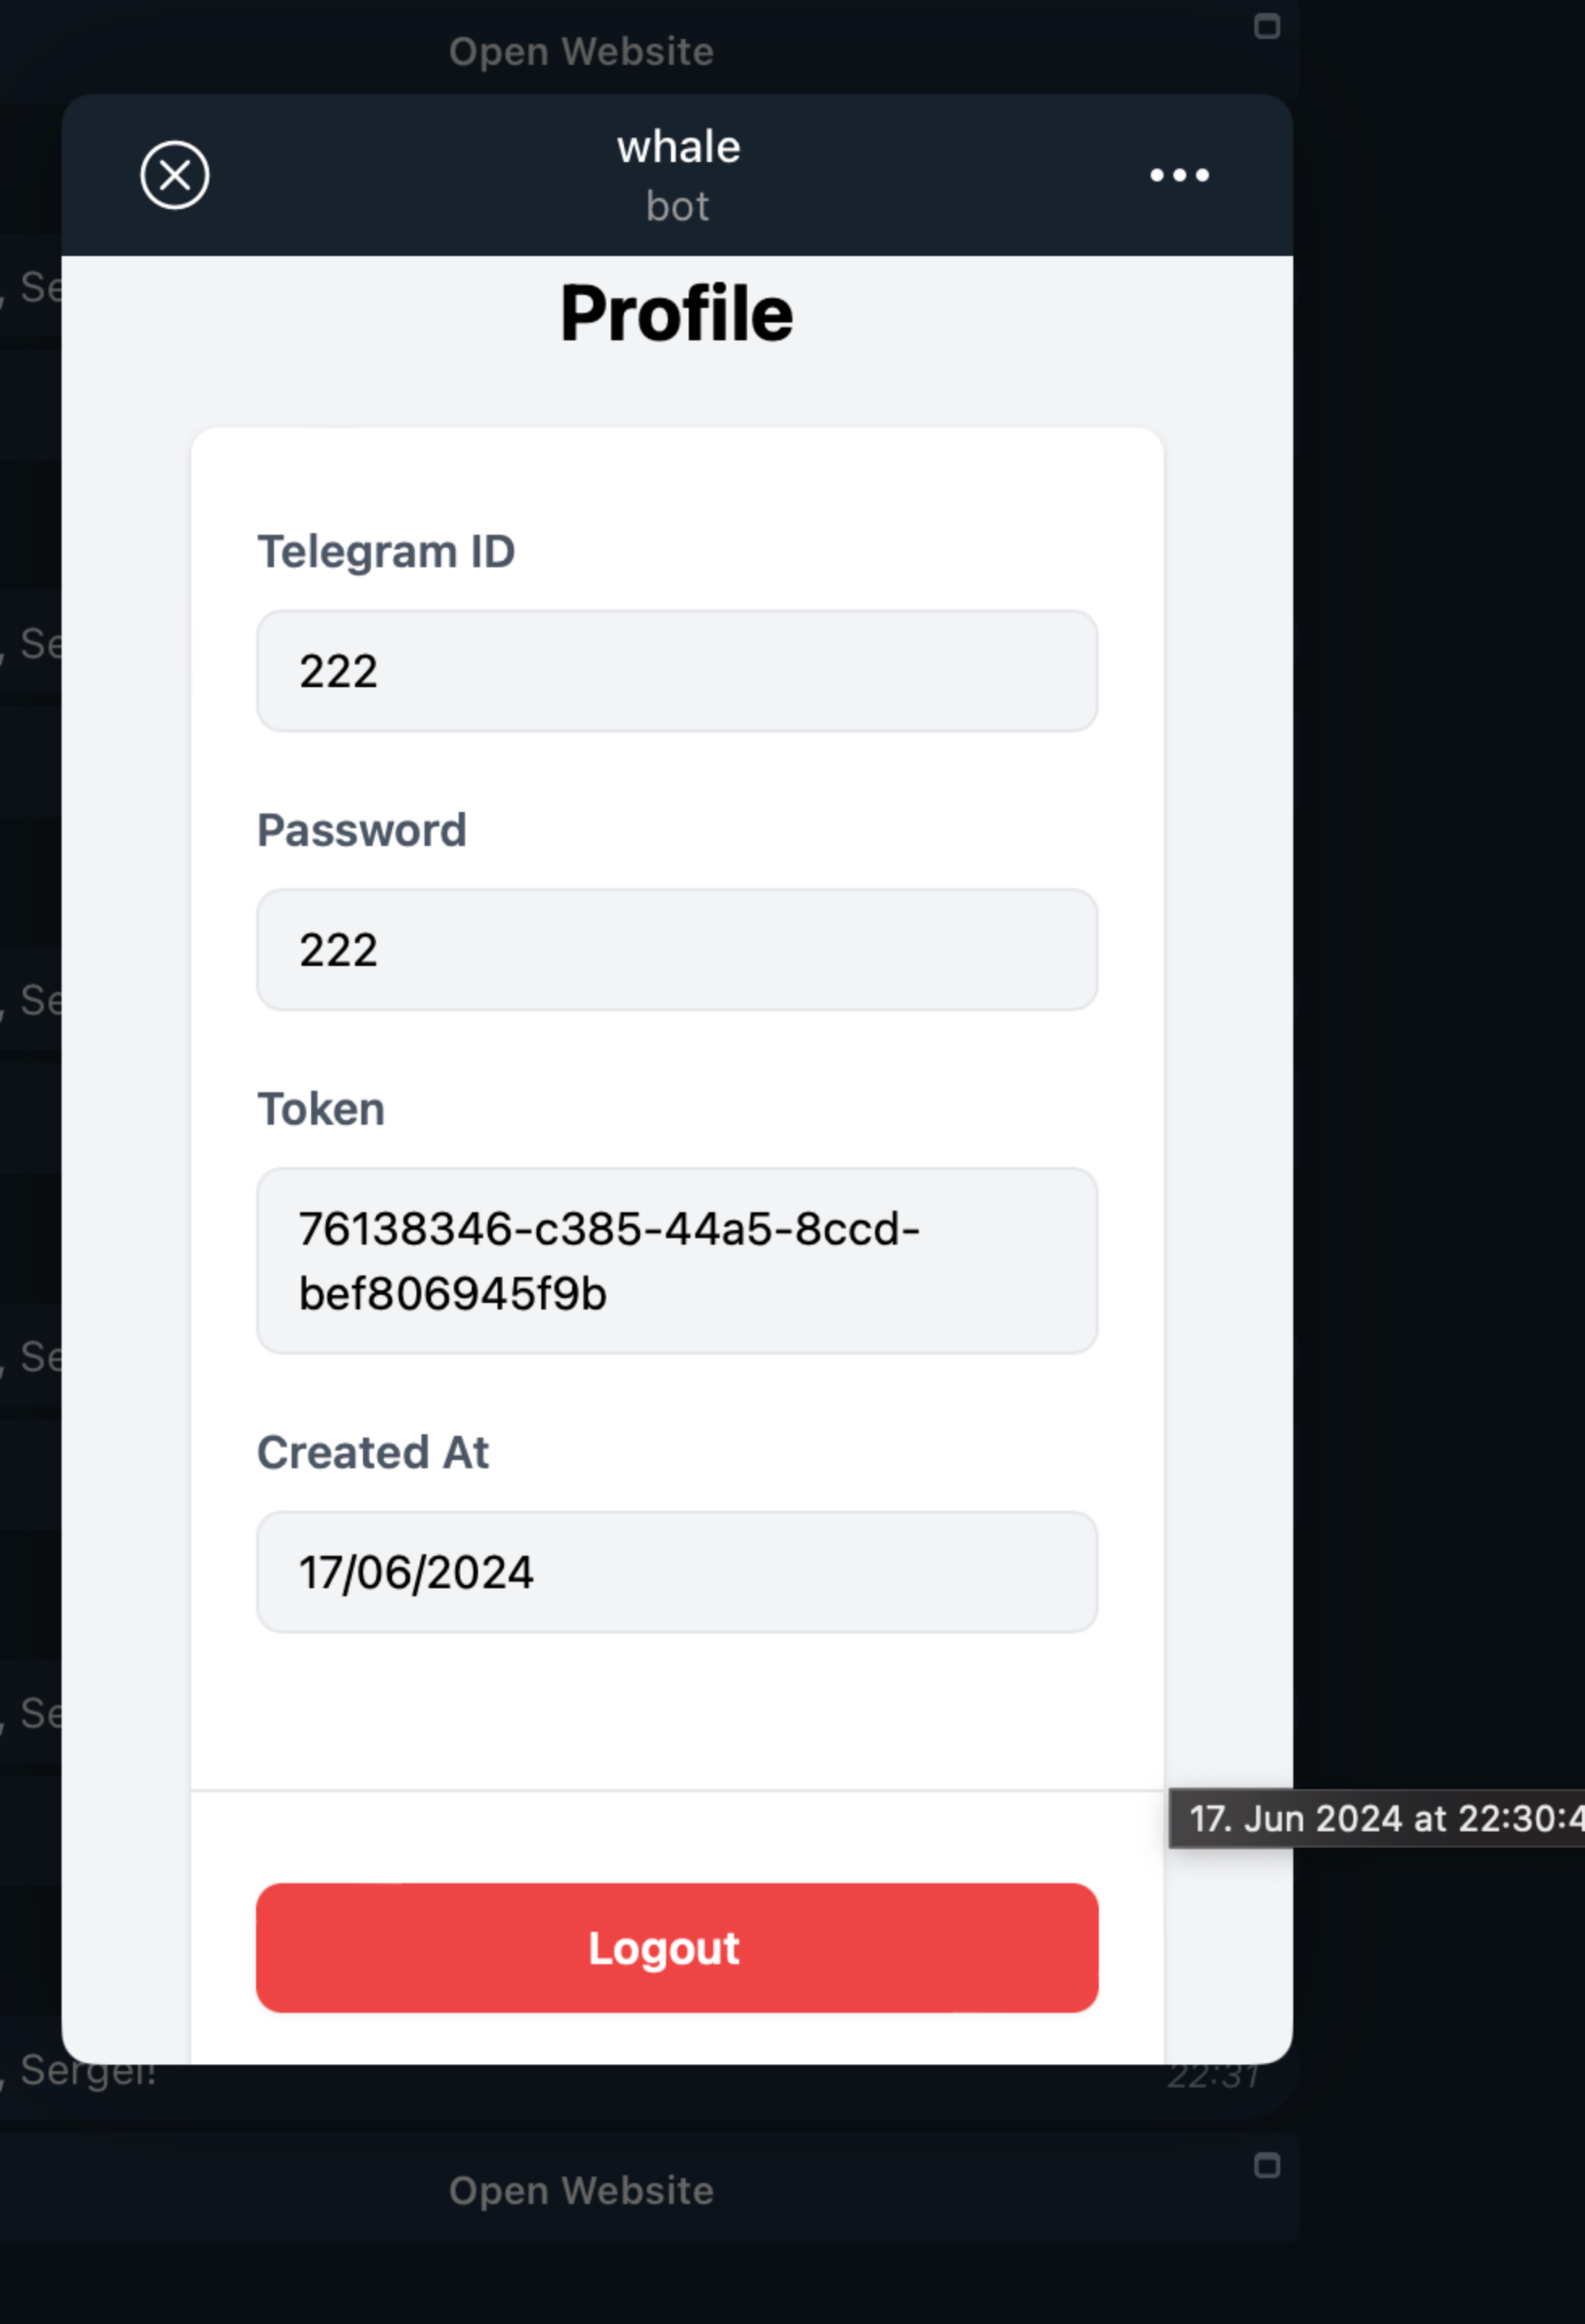 Open Website
whale
bot
Profile
, Se
Telegram ID
222
, Se
Password
222
, Se
Token
76138346-c385-44a5-8ccd-
bef806945f9b
, Se
Created At
17/06/2024
, Se
17. Jun 2024 at 22:30:4
Logout
, Sergei!
22:31
Open Website